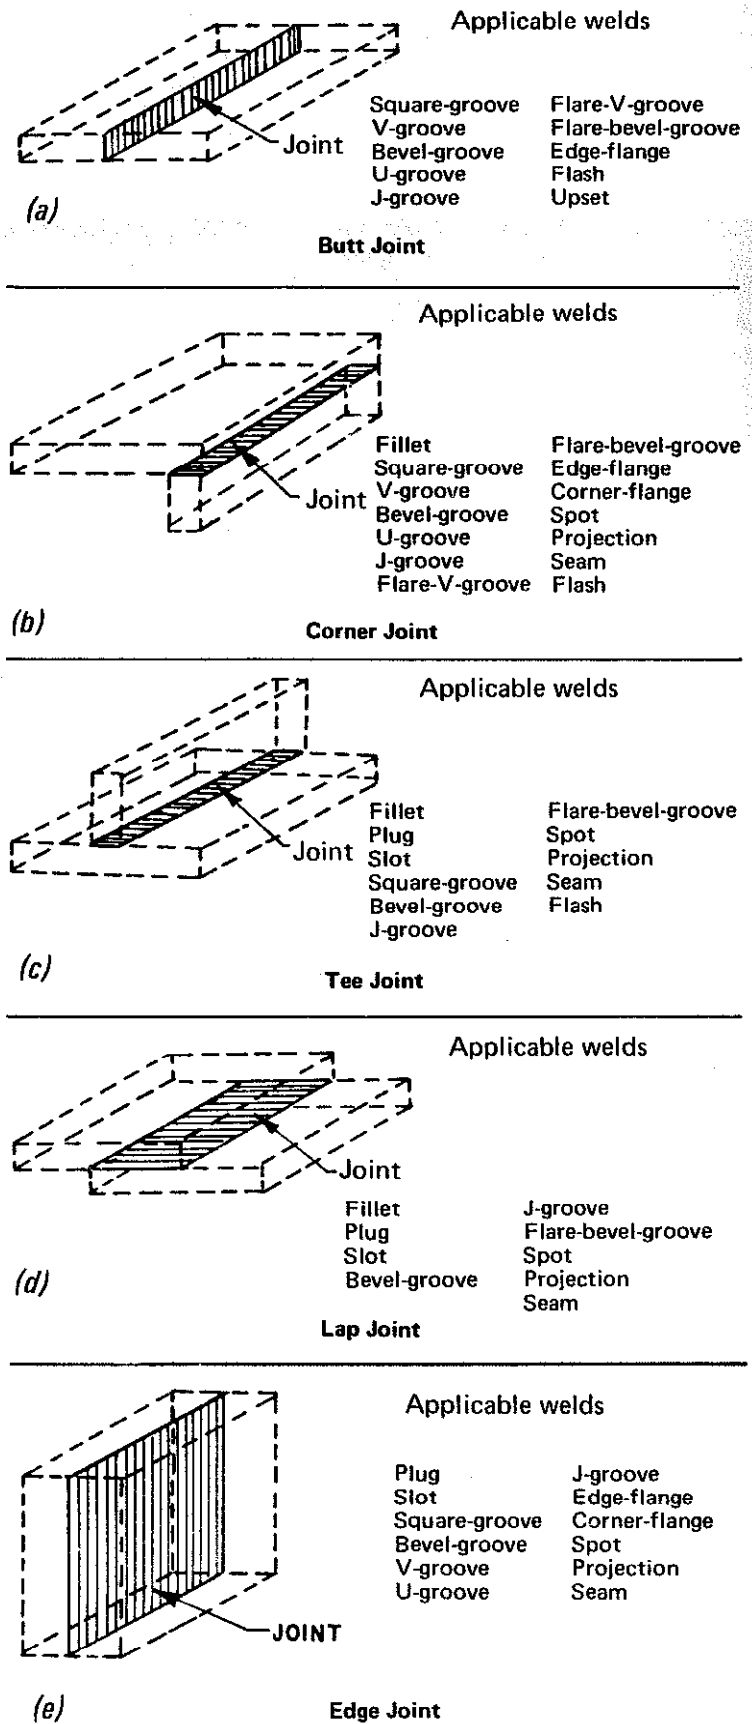 Applicable welds
Square-groove Flare-V-groove
V-groove Flare-bevel-groove
Joint
Bevel-groove Edge-flange
U-groove Flash
J-groove Upset
(a)
Butt Joint
Applicable welds
Fillet Flare-bevel-groove
Square-groove Edge-flange
Joint
V-groove Corner-flange
Bevel-groove Spot
U-groove Projection
J-groove Seam
Flare-V-groove Flash
(b)
Corner Joint
Applicable welds
Fillet Flare-bevel-groove
Plug Spot
Joint
Slot Projection
Square-groove Seam
Bevel-groove Flash
J-groove
(c)
Tee Joint
Applicable welds
Joint
Fillet J-groove
Plug Flare-bevel-groove
Slot Spot
(d)
Bevel-groove Projection
Seam
Lap Joint
Applicable welds
Plug J-groove
Slot Edge-flange
Square-groove Corner-flange
Bevel-groove Spot
V-groove Projection
U-groove Seam
JOINT
(e)
Edge Joint